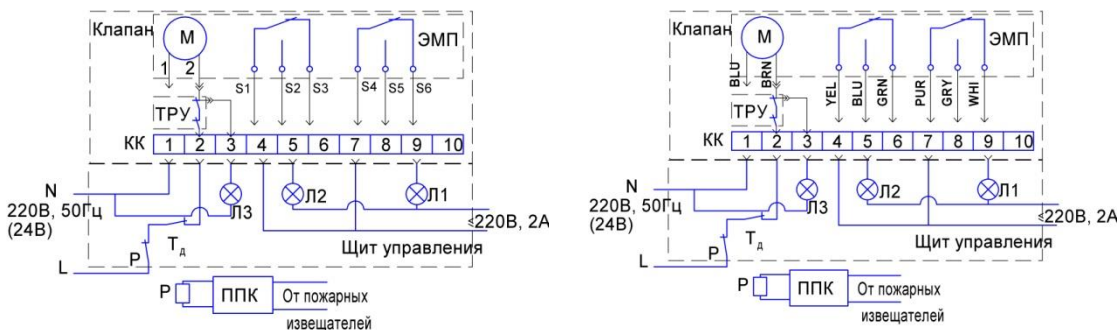 Клапан
М
ЭМП
1 2
S1 S2 S3 S4 S5 S6
ТРУ
КК 1 2 3 4 5 6 7 8 9 10
N
220В, 50Гц
(24В)
Л3 Л2 Л1
≤220В, 2А
Тд
Щит управления
Р
L
Р ППК От пожарных
извещателей
Клапан
М
ЭМП
BLU BRN YEL BLU GRN PUR GRY WHI
ТРУ
КК 1 2 3 4 5 6 7 8 9 10
N
220В, 50Гц
(24В)
Л3 Л2 Л1
≤220В, 2А
Тд
Щит управления
Р
L
Р ППК От пожарных
извещателей